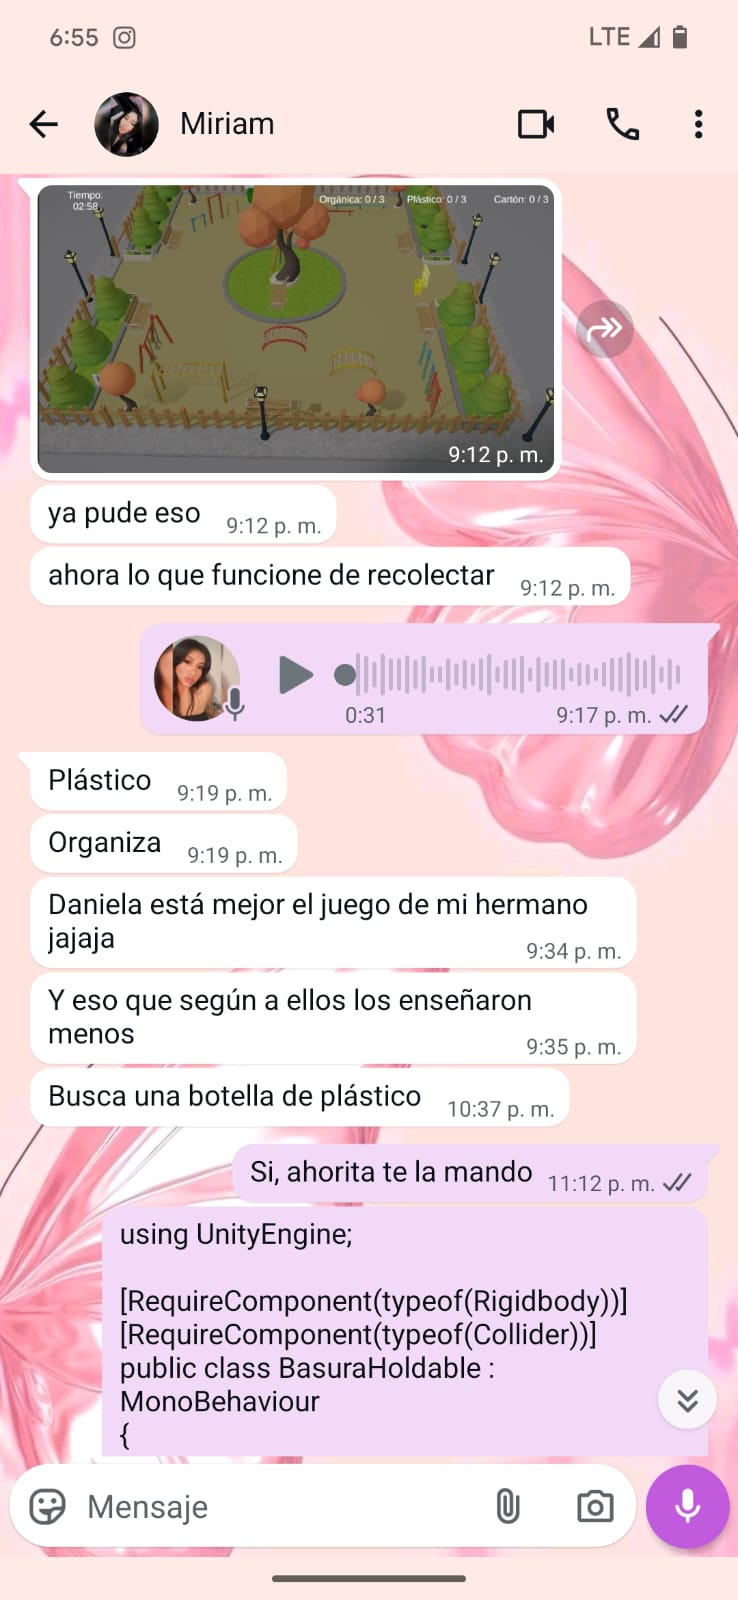 6:55
LTE
Miriam
Tiempo:
02:58
Orgánica: 0 / 3 Plástico: 0 / 3 Cartón: 0 / 3
9:12 p. m.
ya pude eso 9:12 p. m.
ahora lo que funcione de recolectar 9:12 p. m.
0:31 9:17 p. m.
Plástico 9:19 p. m.
Organiza 9:19 p. m.
Daniela está mejor el juego de mi hermano
jajaja 9:34 p. m.
Y eso que según a ellos los enseñaron
menos 9:35 p. m.
Busca una botella de plástico 10:37 p. m.
Si, ahorita te la mando 11:12 p. m.
using UnityEngine;
[RequireComponent(typeof(Rigidbody))]
[RequireComponent(typeof(Collider))]
public class BasuraHoldable :
MonoBehaviour
{
Mensaje